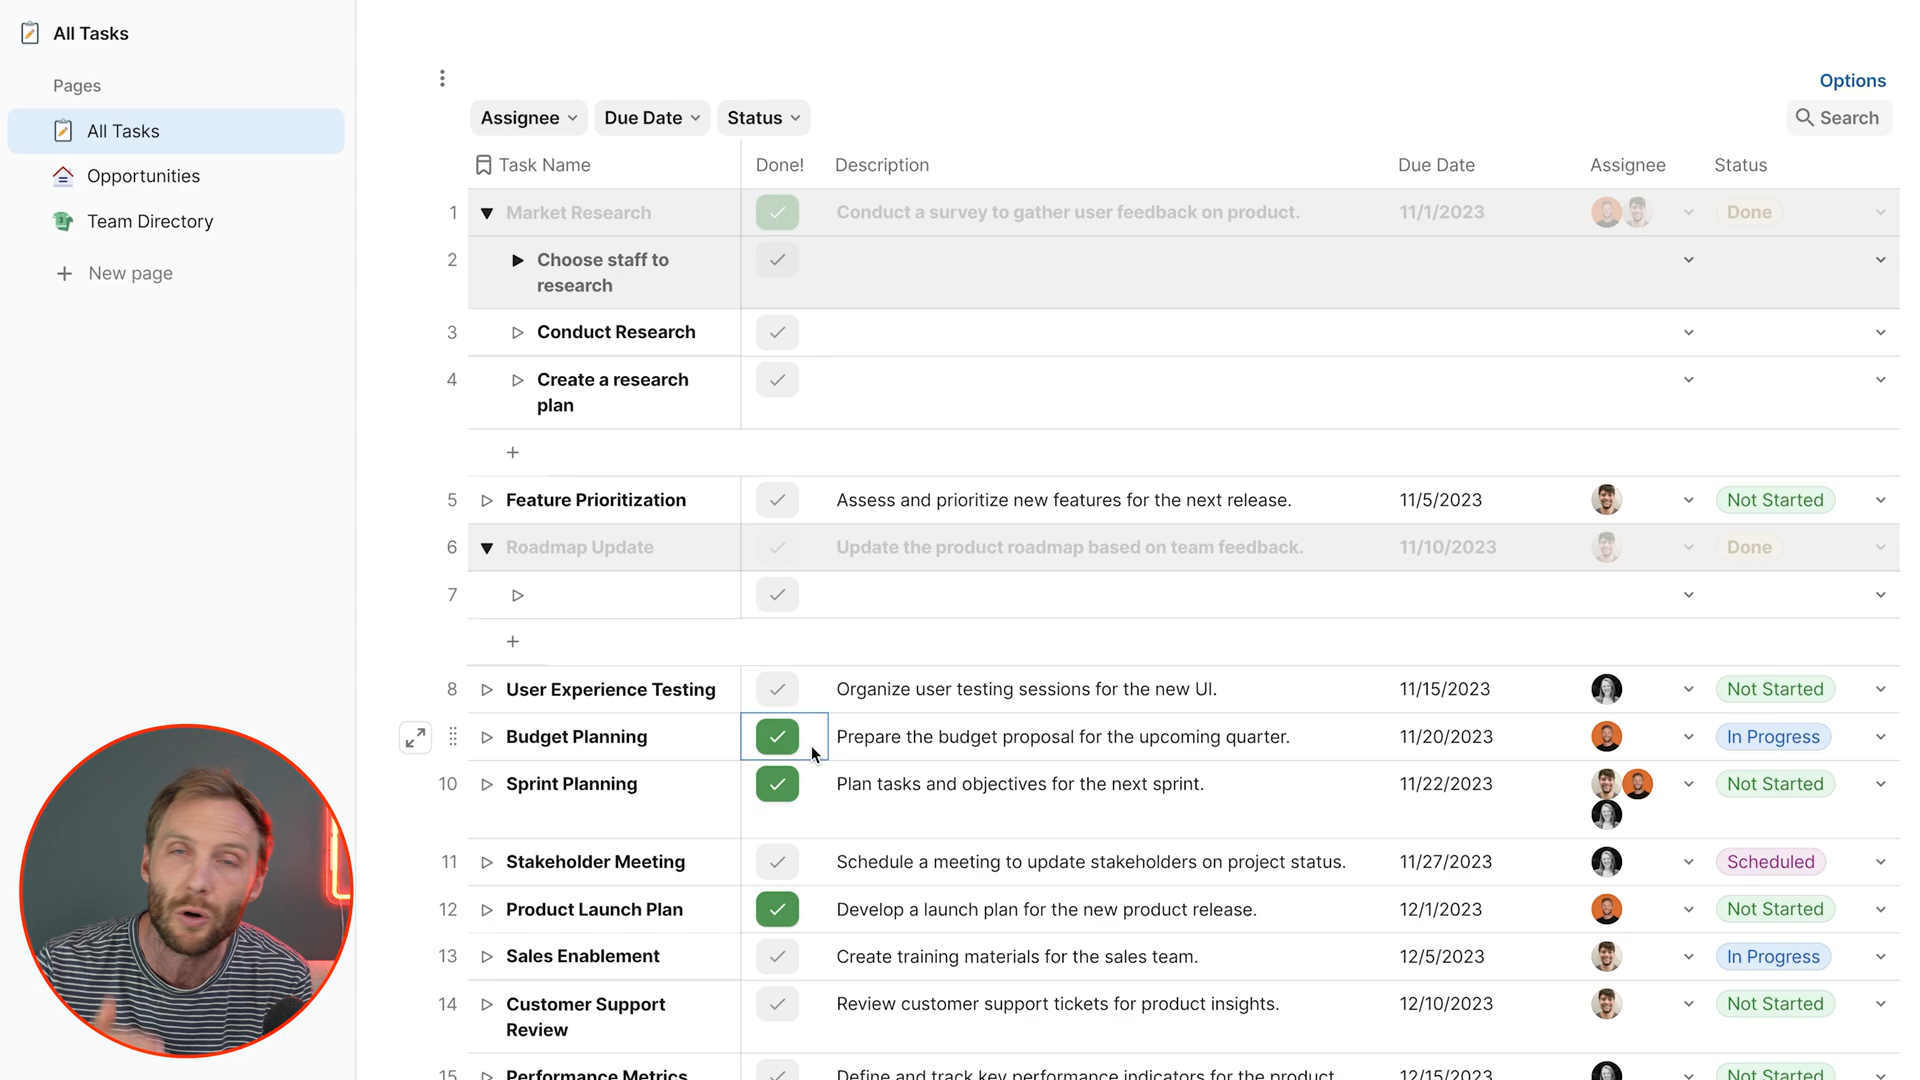 All Tasks
Pages
All Tasks
Opportunities
3
Team Directory
New page
Options
Assignee Due Date Status
Search
Task Name Done! Description Due Date Assignee Status
1 Market Research Conduct a survey to gather user feedback on product. 11/1/2023 Done
2 Choose staff to
research
3 Conduct Research
4 Create a research
plan
5 Feature Prioritization Assess and prioritize new features for the next release. 11/5/2023 Not Started
6 Roadmap Update Update the product roadmap based on team feedback. 11/10/2023 Done
7
8 User Experience Testing Organize user testing sessions for the new UI. 11/15/2023 Not Started
Budget Planning Prepare the budget proposal for the upcoming quarter. 11/20/2023 In Progress
10 Sprint Planning Plan tasks and objectives for the next sprint. 11/22/2023 Not Started
11 Stakeholder Meeting Schedule a meeting to update stakeholders on project status. 11/27/2023 Scheduled
12 Product Launch Plan Develop a launch plan for the new product release. 12/1/2023 Not Started
13 Sales Enablement Create training materials for the sales team. 12/5/2023 In Progress
14 Customer Support
Review Review customer support tickets for product insights. 12/10/2023 Not Started
15 Performance Metrics Define and track key performance indicators for the product 12/15/2023 Not Started